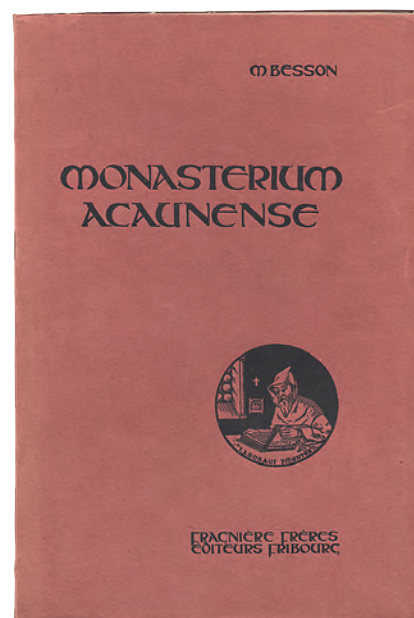 M BESSON
MONASTERIUM
ACAUNENSE
FRAGNIÈRE FRÈRES
ÉDITEURS FRIBOURG